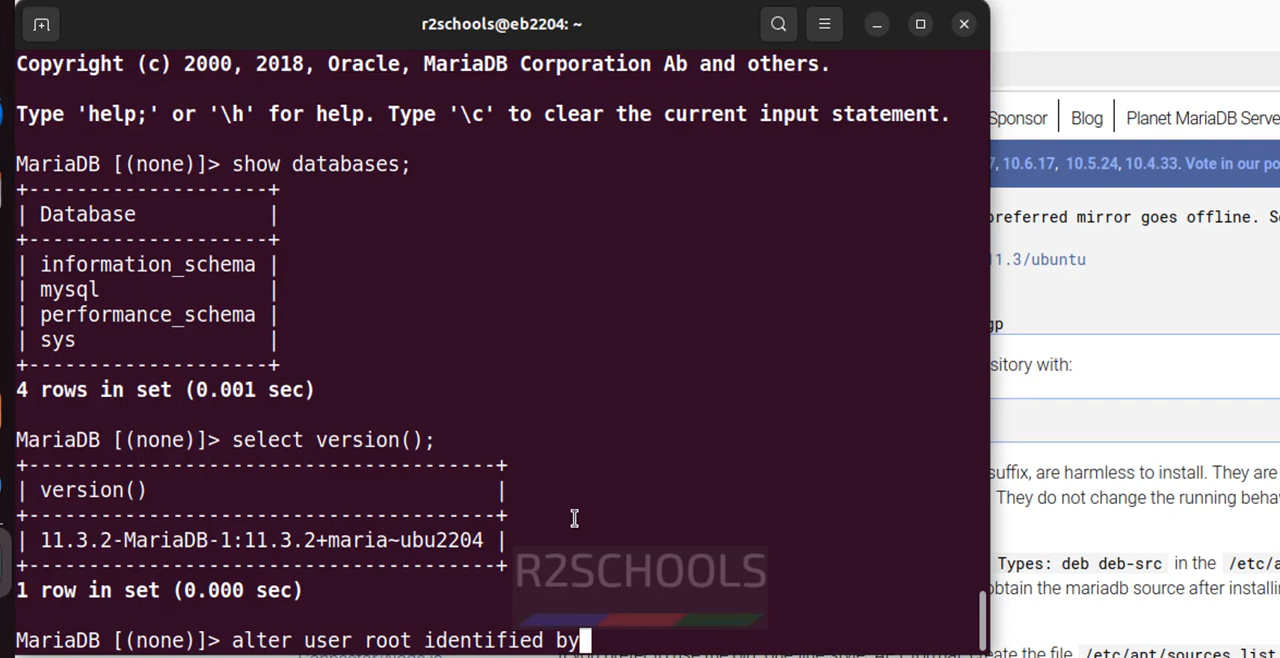 r2schools@eb2204: ~
Copyright (c) 2000, 2018, Oracle, MariaDB Corporation Ab and others.
Type 'help;' or '\h' for help. Type '\c' to clear the current input statement.
MariaDB [(none)]> show databases;
+--------------------+
| Database           |
+--------------------+
| information_schema |
| mysql              |
| performance_schema |
| sys                |
+--------------------+
4 rows in set (0.001 sec)
MariaDB [(none)]> select version();
+---------------------------------------+
| version()                             |
+---------------------------------------+
| 11.3.2-MariaDB-1:11.3.2+maria~ubu2204 |
+---------------------------------------+
1 row in set (0.000 sec)
MariaDB [(none)]> alter user root identified by
R2SCHOOLS
Sponsor | Blog | Planet MariaDB Serve
, 10.6.17, 10.5.24, 10.4.33. Vote in our po
preferred mirror goes offline. S
11.3/ubuntu
gp
sitory with:
suffix, are harmless to install. They are
They do not change the running beha
Types: deb deb-src in the /etc/a
obtain the mariadb source after installin
create the file /etc/apt/sources.list